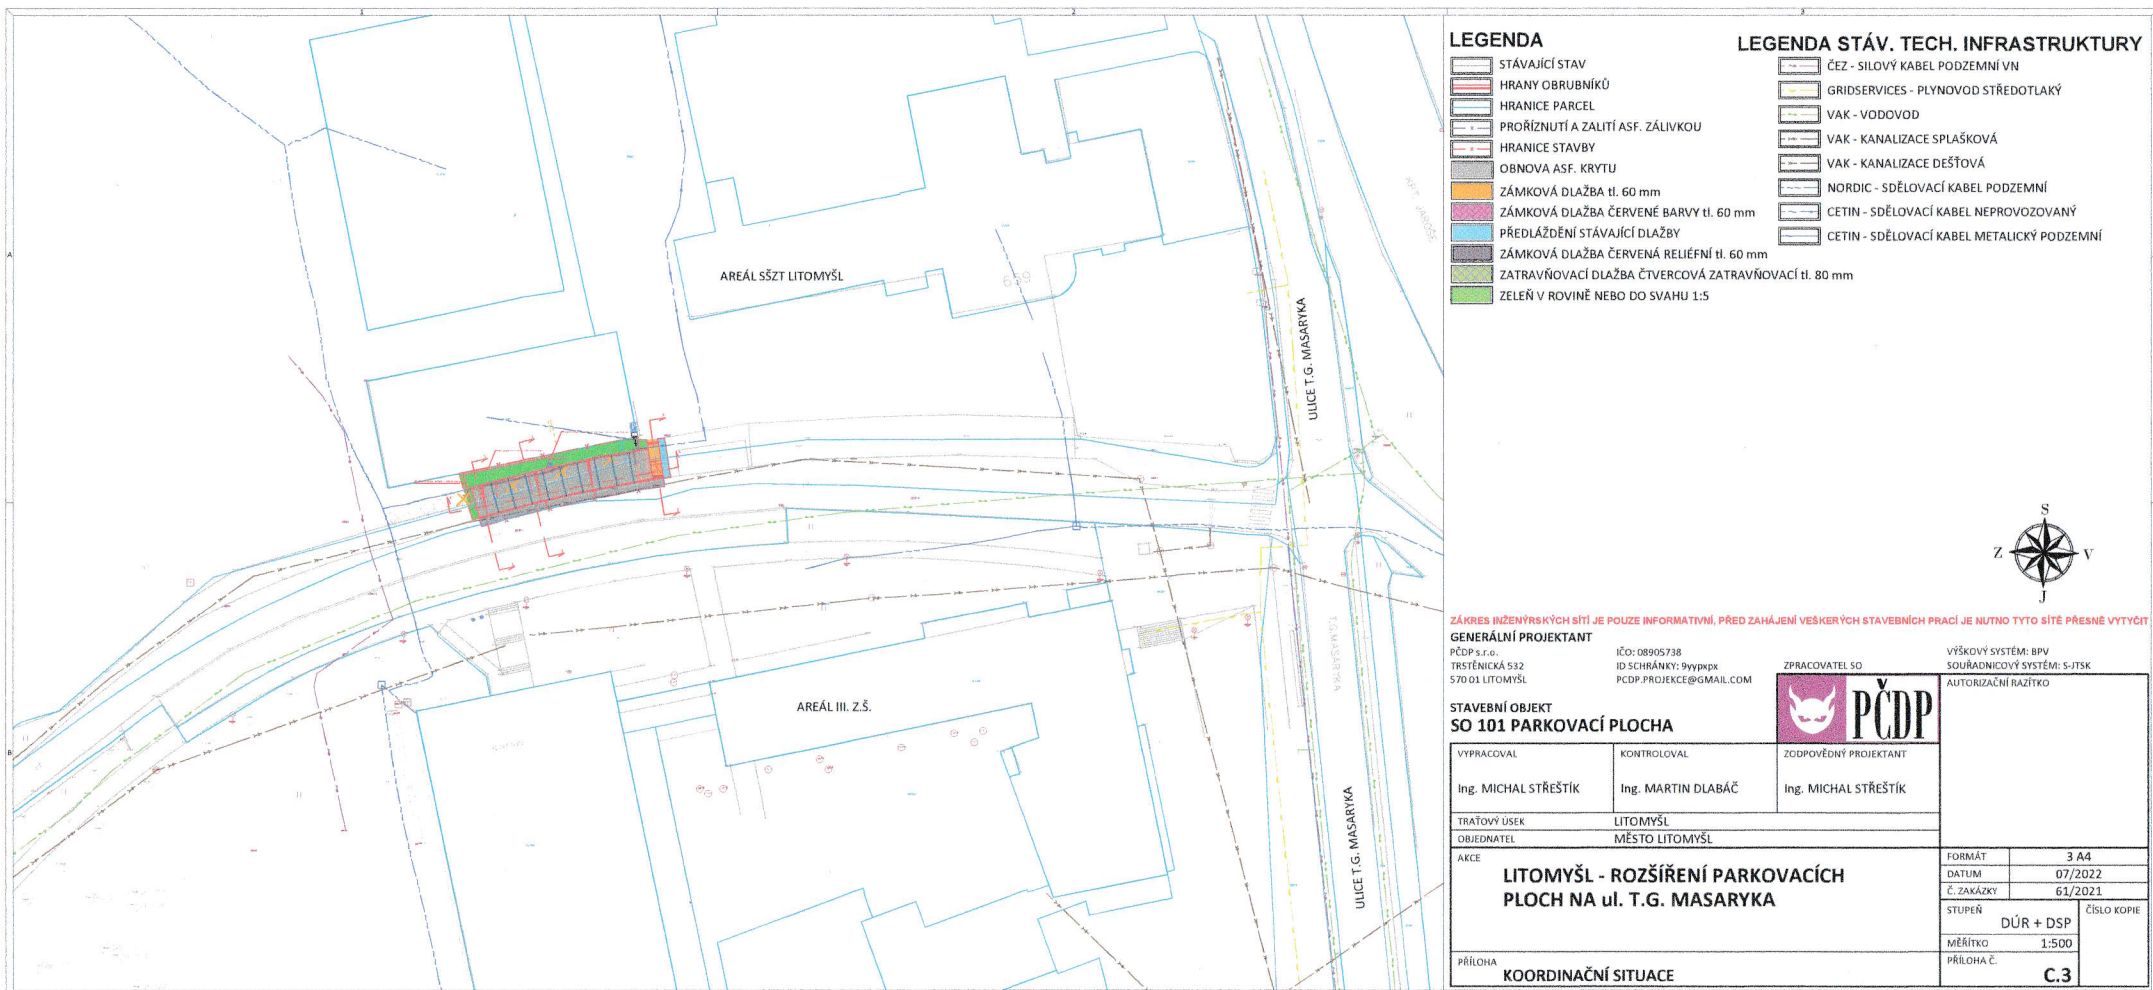 1
2
3
A
B
AREÁL SŠZT LITOMYŠL
659
KPT. JAROŠE
ULICE T.G. MASARYKA
T.G.MASARYKA
AREÁL III. Z.Š.
ULICE T.G. MASARYKA
LEGENDA
STÁVAJÍCÍ STAV
HRANY OBRUBNÍKŮ
HRANICE PARCEL
PROŘÍZNUTÍ A ZALITÍ ASF. ZÁLIVKOU
HRANICE STAVBY
OBNOVA ASF. KRYTU
ZÁMKOVÁ DLAŽBA tl. 60 mm
ZÁMKOVÁ DLAŽBA ČERVENÉ BARVY tl. 60 mm
PŘEDLÁŽDĚNÍ STÁVAJÍCÍ DLAŽBY
ZÁMKOVÁ DLAŽBA ČERVENÁ RELIÉFNÍ tl. 60 mm
ZATRAVŇOVACÍ DLAŽBA ČTVERCOVÁ ZATRAVŇOVACÍ tl. 80 mm
ZELEŇ V ROVINĚ NEBO DO SVAHU 1:5
LEGENDA STÁV. TECH. INFRASTRUKTURY
ČEZ - SILOVÝ KABEL PODZEMNÍ VN
GRIDSERVICES - PLYNOVOD STŘEDOTLAKÝ
VAK - VODOVOD
VAK - KANALIZACE SPLAŠKOVÁ
VAK - KANALIZACE DEŠŤOVÁ
NORDIC - SDĚLOVACÍ KABEL PODZEMNÍ
CETIN - SDĚLOVACÍ KABEL NEPROVOZOVANÝ
CETIN - SDĚLOVACÍ KABEL METALICKÝ PODZEMNÍ
S
Z V
J
ZÁKRES INŽENÝRSKÝCH SÍTÍ JE POUZE INFORMATIVNÍ, PŘED ZAHÁJENÍ VEŠKERÝCH STAVEBNÍCH PRACÍ JE NUTNO TYTO SÍTĚ PŘESNĚ VYTYČIT
GENERÁLNÍ PROJEKTANT
PČDP s.r.o. IČO: 08905738 VÝŠKOVÝ SYSTÉM: BPV
TRSTĚNICKÁ 532 ID SCHRÁNKY: 9yypxpx ZPRACOVATEL SO SOUŘADNICOVÝ SYSTÉM: S-JTSK
570 01 LITOMYŠL PCDP.PROJEKCE@GMAIL.COM
AUTORIZAČNÍ RAZÍTKO
STAVEBNÍ OBJEKT
SO 101 PARKOVACÍ PLOCHA
PČDP
VYPRACOVAL KONTROLOVAL ZODPOVĚDNÝ PROJEKTANT
Ing. MICHAL STŘEŠTÍK Ing. MARTIN DLABÁČ Ing. MICHAL STŘEŠTÍK
TRAŤOVÝ ÚSEK LITOMYŠL
OBJEDNATEL MĚSTO LITOMYŠL
AKCE
LITOMYŠL - ROZŠÍŘENÍ PARKOVACÍCH
PLOCH NA ul. T.G. MASARYKA
FORMÁT 3 A4
DATUM 07/2022
Č. ZAKÁZKY 61/2021
STUPEŇ ČÍSLO KOPIE
DÚR + DSP
MĚŘÍTKO 1:500
PŘÍLOHA
KOORDINAČNÍ SITUACE
PŘÍLOHA Č.
C.3